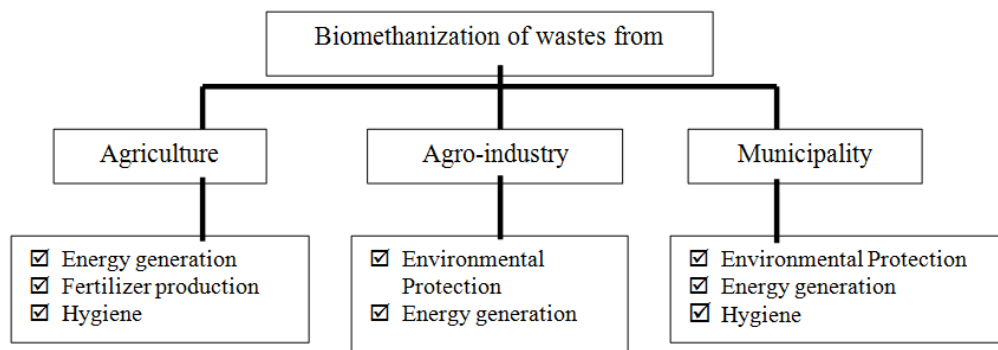 Biomethanization of wastes from
Agriculture
Agro-industry
Municipality
☑ Energy generation
☑ Fertilizer production
☑ Hygiene
☑ Environmental
Protection
☑ Energy generation
☑ Environmental Protection
☑ Energy generation
☑ Hygiene